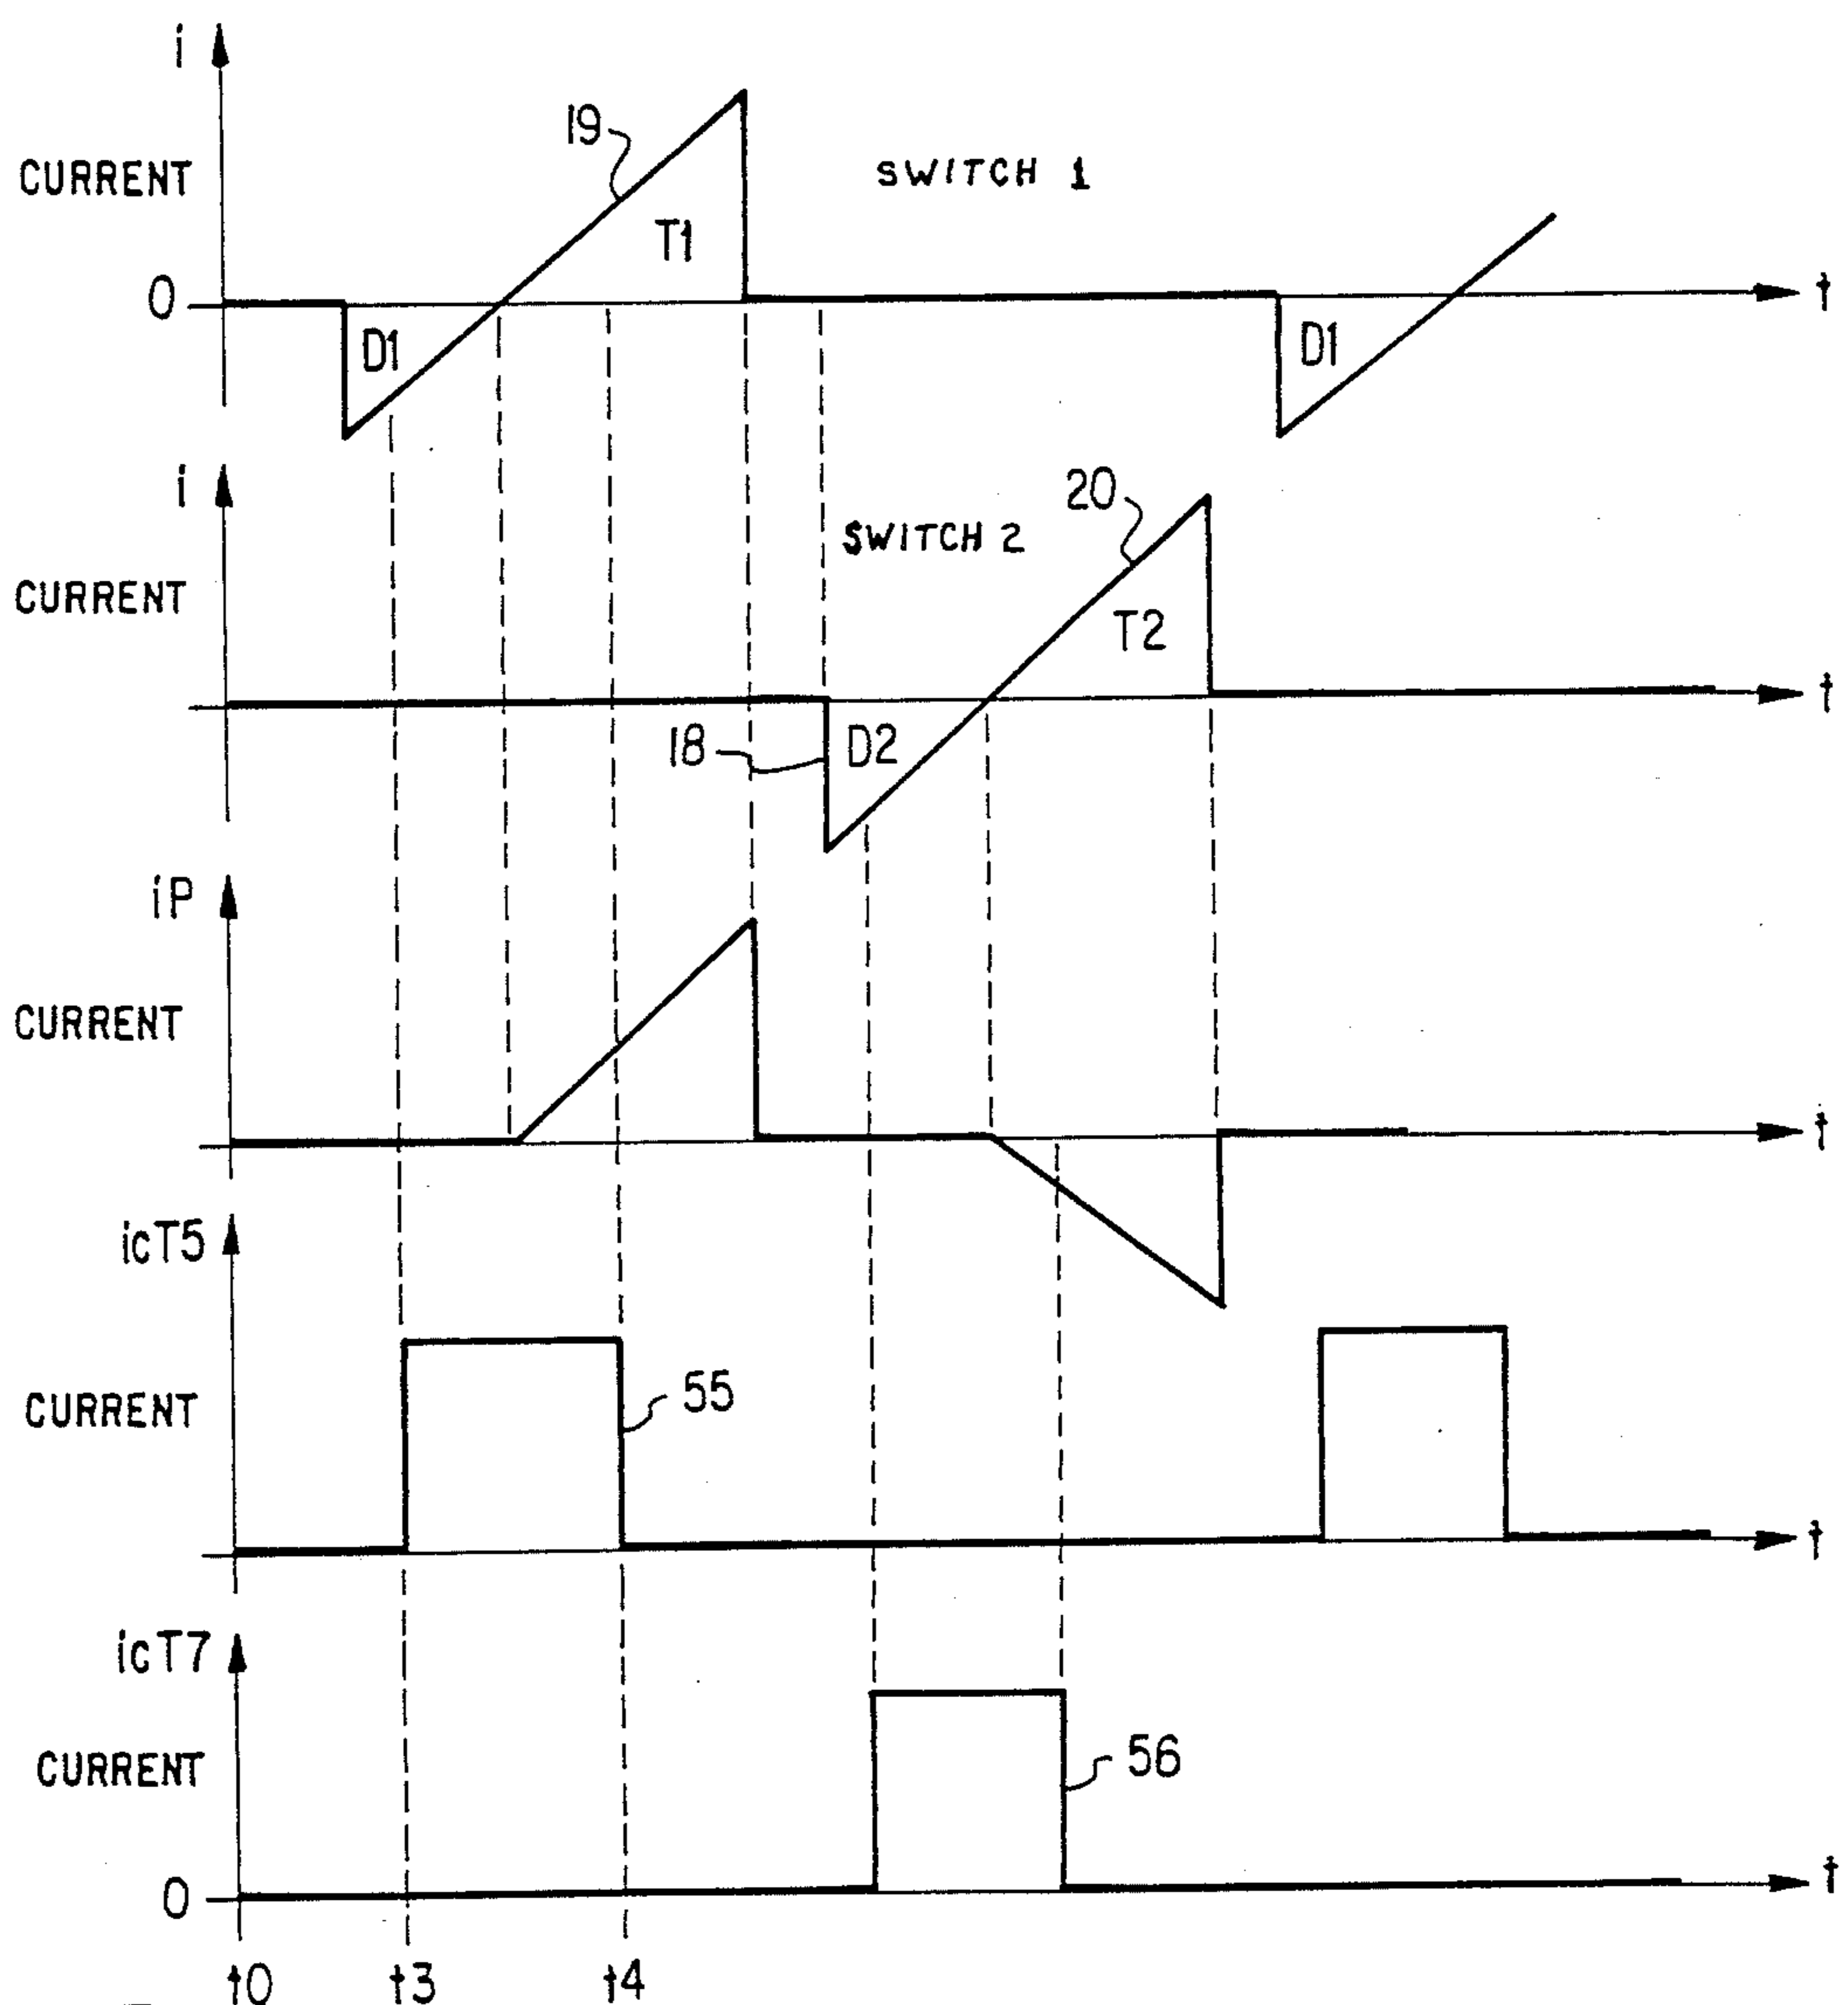 i
19
CURRENT
SWITCH 1
T1
0
t
D1
D1
i
20
SWITCH 2
CURRENT
T2
t
18
D2
iP
CURRENT
t
icT5
55
CURRENT
t
icT7
56
CURRENT
0
t
t0
t3
t4